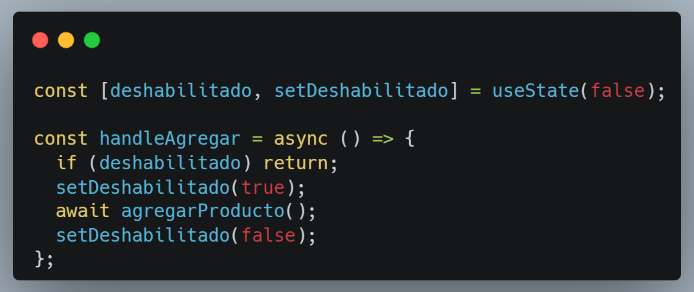 const [deshabilitado, setDeshabilitado] = useState(false);
const handleAgregar = async () => {
if (deshabilitado) return;
setDeshabilitado(true);
await agregarProducto();
setDeshabilitado(false);
};